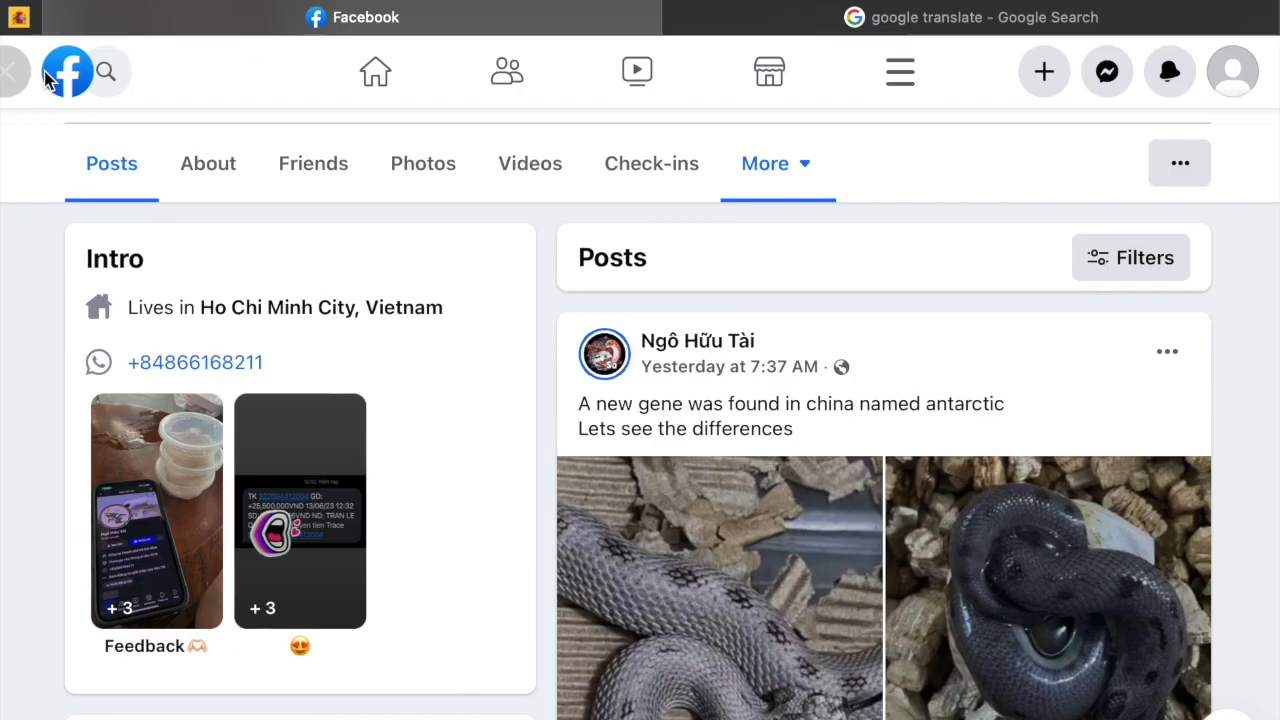 Facebook
google translate - Google Search
Posts
About
Friends
Photos
Videos
Check-ins
More
Intro
Lives in Ho Chi Minh City, Vietnam
+84866168211
+3
Feedback
+3
Posts
Filters
Ngô Hữu Tài
Yesterday at 7:37 AM ·
A new gene was found in china named antarctic
Lets see the differences